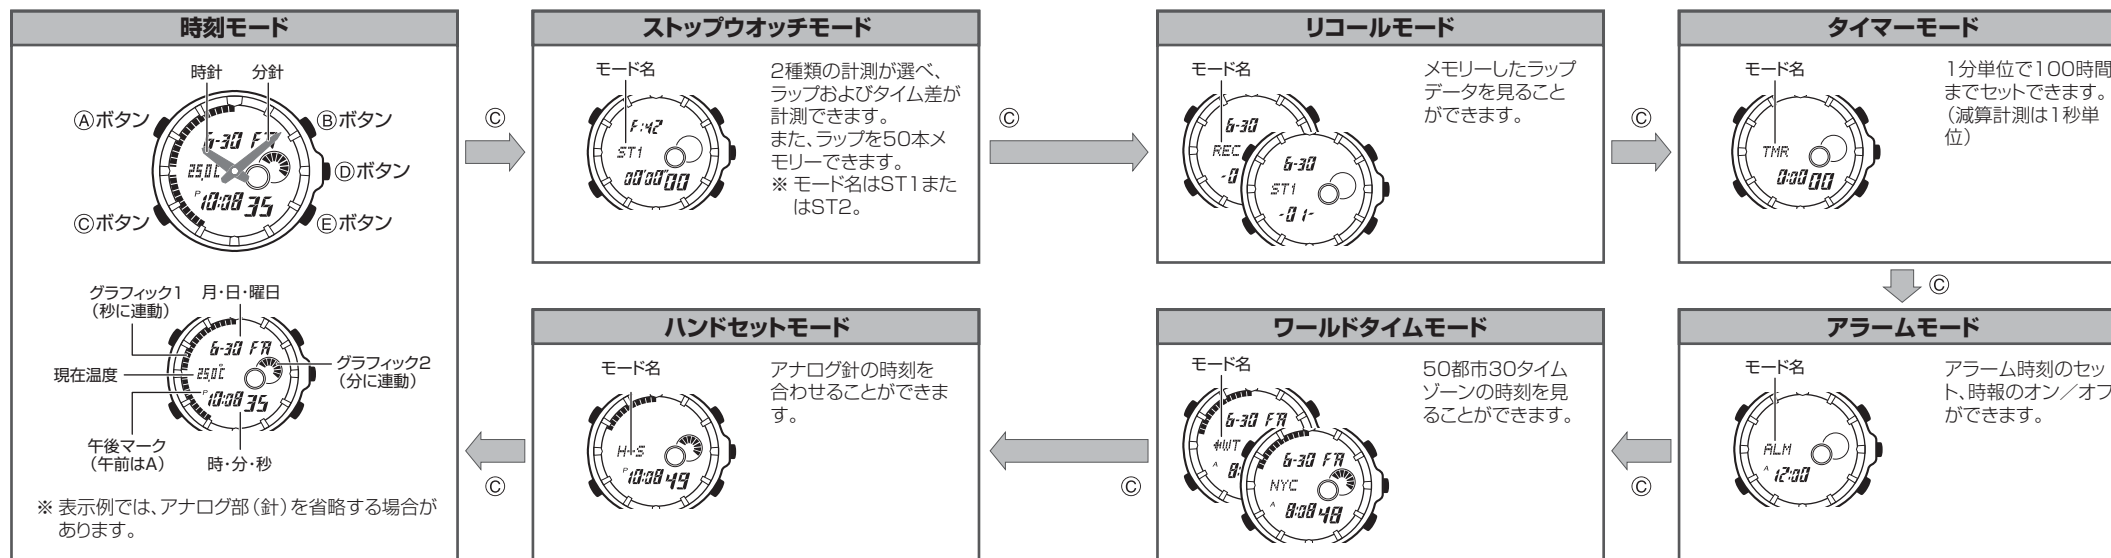 時刻モード
時針 分針
Ⓐボタン
Ⓑボタン
Ⓓボタン
Ⓒボタン
Ⓔボタン
6-30 FR
25.0C
P 10:08 35
グラフィック1
（秒に連動）
月・日・曜日
現在温度
グラフィック2
（分に連動）
6-30 FR
25.0℃
P 10:08 35
午後マーク
（午前はA）
時・分・秒
※ 表示例では、アナログ部（針）を省略する場合が
あります。
Ⓒ
ストップウオッチモード
モード名
F:42
ST1
00'00"00
2種類の計測が選べ、
ラップおよびタイム差が
計測できます。
また、ラップを50本メ
モリーできます。
※ モード名はST1また
はST2。
Ⓒ
リコールモード
モード名
6-30
REC
-0
6-30
ST1
-01-
メモリーしたラップ
データを見ること
ができます。
Ⓒ
タイマーモード
モード名
TMR
0:00 00
1分単位で100時間
までセットできます。
（減算計測は1秒単
位）
Ⓒ
アラームモード
モード名
ALM
A 12:00
アラーム時刻のセッ
ト、時報のオン／オフ
ができます。
Ⓒ
ワールドタイムモード
モード名
6-30 FR
WT
A 8:
6-30 FR
NYC
A 8:08 48
50都市30タイム
ゾーンの時刻を見
ることができます。
Ⓒ
ハンドセットモード
モード名
H+S
P 10:08 49
アナログ針の時刻を
合わせることができま
す。
Ⓒ